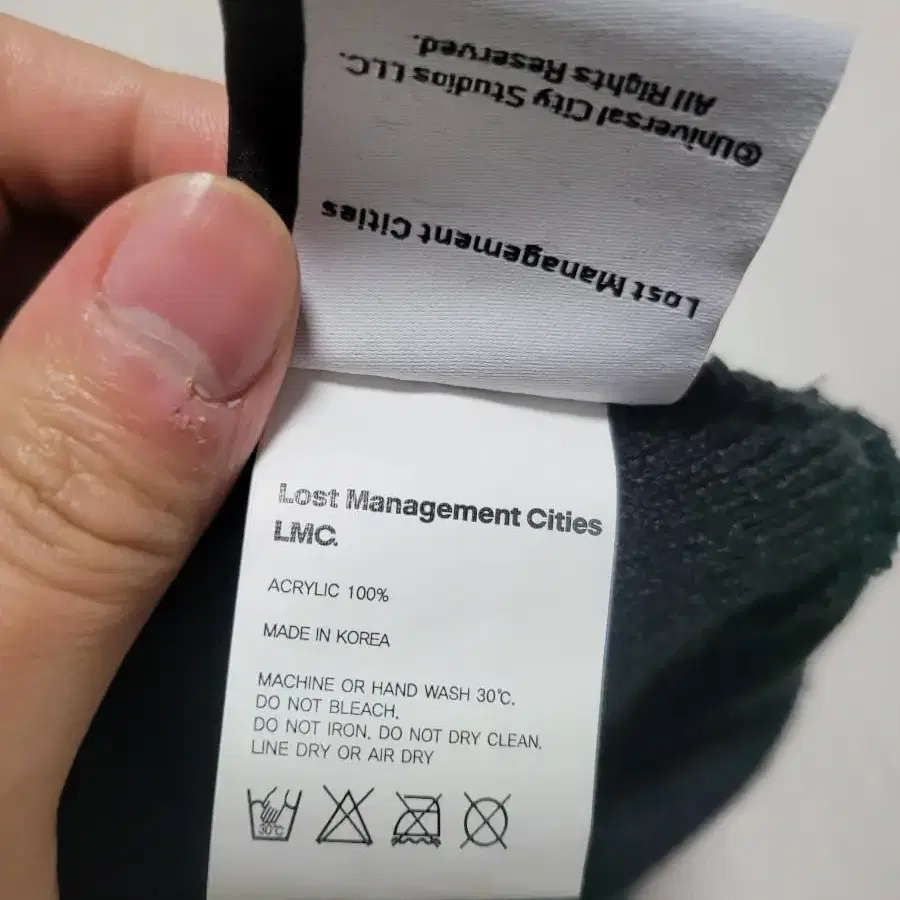 Lost Management Cities
©Universal City Studios LLC.
All Rights Reserved.
Lost Management Cities
LMC.
ACRYLIC 100%
MADE IN KOREA
MACHINE OR HAND WASH 30°C.
DO NOT BLEACH,
DO NOT IRON, DO NOT DRY CLEAN,
LINE DRY OR AIR DRY
30°C